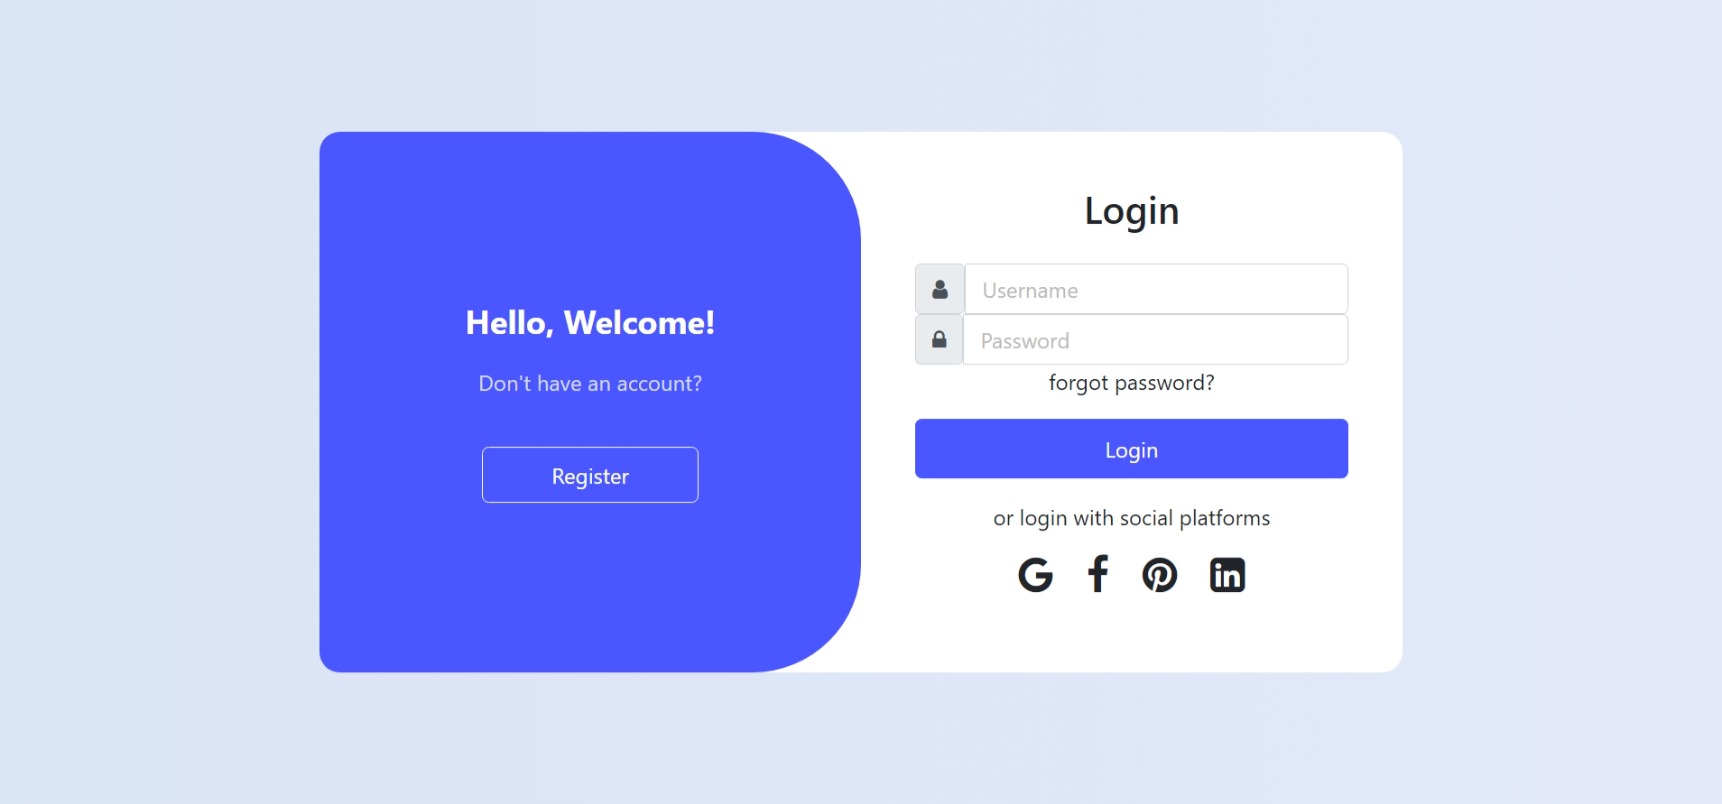 Hello, Welcome!
Don't have an account?
Register
Login
Username
Password
forgot password?
Login
or login with social platforms